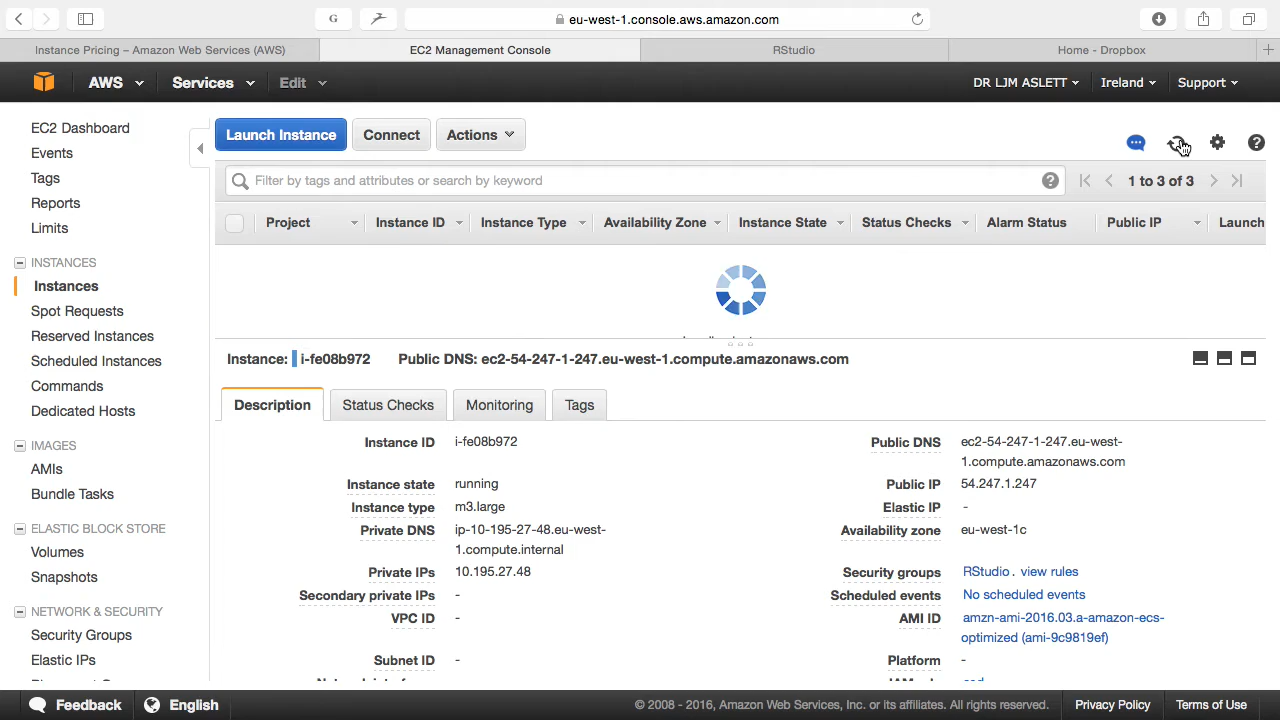 G
eu-west-1.console.aws.amazon.com
Instance Pricing – Amazon Web Services (AWS)
EC2 Management Console
RStudio
Home - Dropbox
AWS
Services
Edit
DR LJM ASLETT
Ireland
Support
EC2 Dashboard
Events
Tags
Reports
Limits
INSTANCES
Instances
Spot Requests
Reserved Instances
Scheduled Instances
Commands
Dedicated Hosts
IMAGES
AMIs
Bundle Tasks
ELASTIC BLOCK STORE
Volumes
Snapshots
NETWORK & SECURITY
Security Groups
Elastic IPs
Launch Instance
Connect
Actions
Filter by tags and attributes or search by keyword
1 to 3 of 3
Project
Instance ID
Instance Type
Availability Zone
Instance State
Status Checks
Alarm Status
Public IP
Launch
Instance: i-fe08b972 Public DNS: ec2-54-247-1-247.eu-west-1.compute.amazonaws.com
Description
Status Checks
Monitoring
Tags
Instance ID i-fe08b972
Instance state running
Instance type m3.large
Private DNS ip-10-195-27-48.eu-west-
1.compute.internal
Private IPs 10.195.27.48
Secondary private IPs -
VPC ID -
Subnet ID -
Public DNS ec2-54-247-1-247.eu-west-
1.compute.amazonaws.com
Public IP 54.247.1.247
Elastic IP -
Availability zone eu-west-1c
Security groups RStudio . view rules
Scheduled events No scheduled events
AMI ID amzn-ami-2016.03.a-amazon-ecs-
optimized (ami-9c9819ef)
Platform -
Feedback
English
© 2008 - 2016, Amazon Web Services, Inc. or its affiliates. All rights reserved.
Privacy Policy
Terms of Use